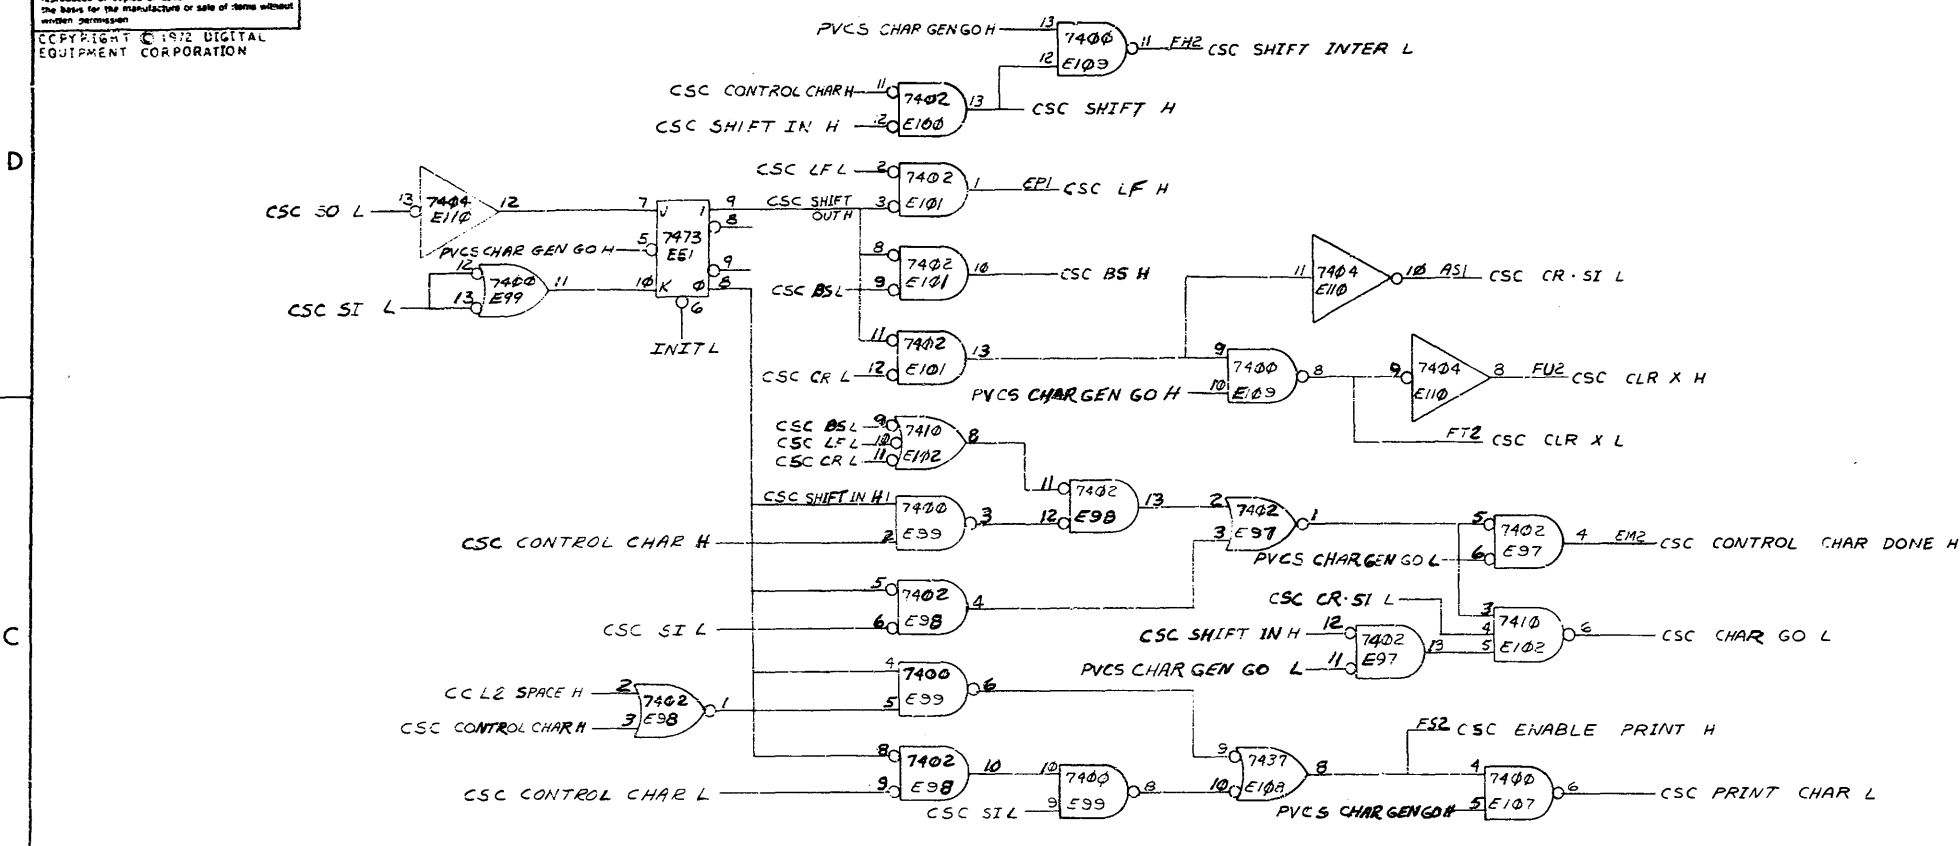 the basis for the manufacture or sale of items without
written permission
COPYRIGHT © 1972 DIGITAL
EQUIPMENT CORPORATION
D
C
PVCS CHAR GEN GO H 13
12
7400
E109
11 FH2 CSC SHIFT INTER L
CSC CONTROL CHAR H 11
CSC SHIFT IN H 12
7402
E100
13 CSC SHIFT H
CSC LF L 2
3
7402
E101
1 EP1 CSC LF H
CSC SO L 13
7404
E110
12
7 J 1 9
8
CSC SHIFT
OUT H
PVCS CHAR GEN GO H 5
7473
EE1
9
10 K 0 8
6
INIT L
CSC SI L
12
13
7400
E99
11
8
CSC BS L 9
7402
E101
10 CSC BS H
11
CSC CR L 12
7402
E101
13
11 7404
E110
10 AS1 CSC CR·SI L
9
PVCS CHAR GEN GO H 10
7400
E109
8
9 7404
E110
8 FU2 CSC CLR X H
FT2 CSC CLR X L
CSC BS L 9
CSC LF L 10
CSC CR L 11
7410
E102
8
CSC SHIFT IN H 1
CSC CONTROL CHAR H 2
7400
E99
3
11
12
7402
E98
13
2
3
7402
E97
1
5
PVCS CHAR GEN GO L 6
7402
E97
4 EM2 CSC CONTROL CHAR DONE H
5
CSC SI L 6
7402
E98
4
CSC CR·SI L
CSC SHIFT IN H 12
PVCS CHAR GEN GO L 11
7402
E97
13
3
4
5
7410
E102
6 CSC CHAR GO L
CC L2 SPACE H 2
CSC CONTROL CHAR H 3
7402
E98
1
4
5
7400
E99
6
8
CSC CONTROL CHAR L 9
7402
E98
10
10
CSC SI L 9
7400
E99
8
9
10
7437
E108
8
FS2 CSC ENABLE PRINT H
4
PVCS CHAR GEN GO H 5
7400
E107
6 CSC PRINT CHAR L